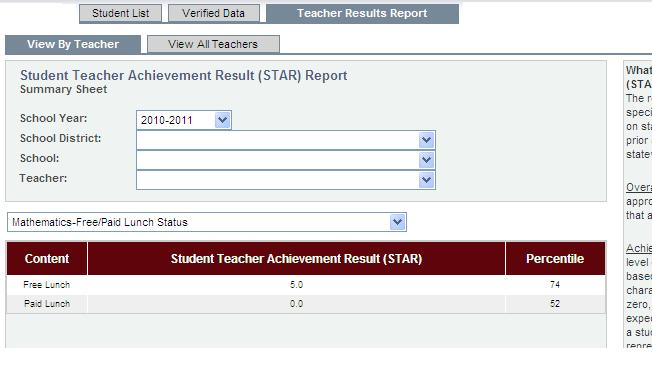 Student List Verified Data Teacher Results Report
View By Teacher View All Teachers
Student Teacher Achievement Result (STAR) Report
Summary Sheet
School Year: 2010-2011
School District:
School:
Teacher:
Mathematics-Free/Paid Lunch Status
Content Student Teacher Achievement Result (STAR) Percentile
Free Lunch 5.0 74
Paid Lunch 0.0 52
What
(STA
The r
speci
on sta
prior
state
Overa
appro
that a
Achie
level
based
chara
zero,
expec
a stud
repre